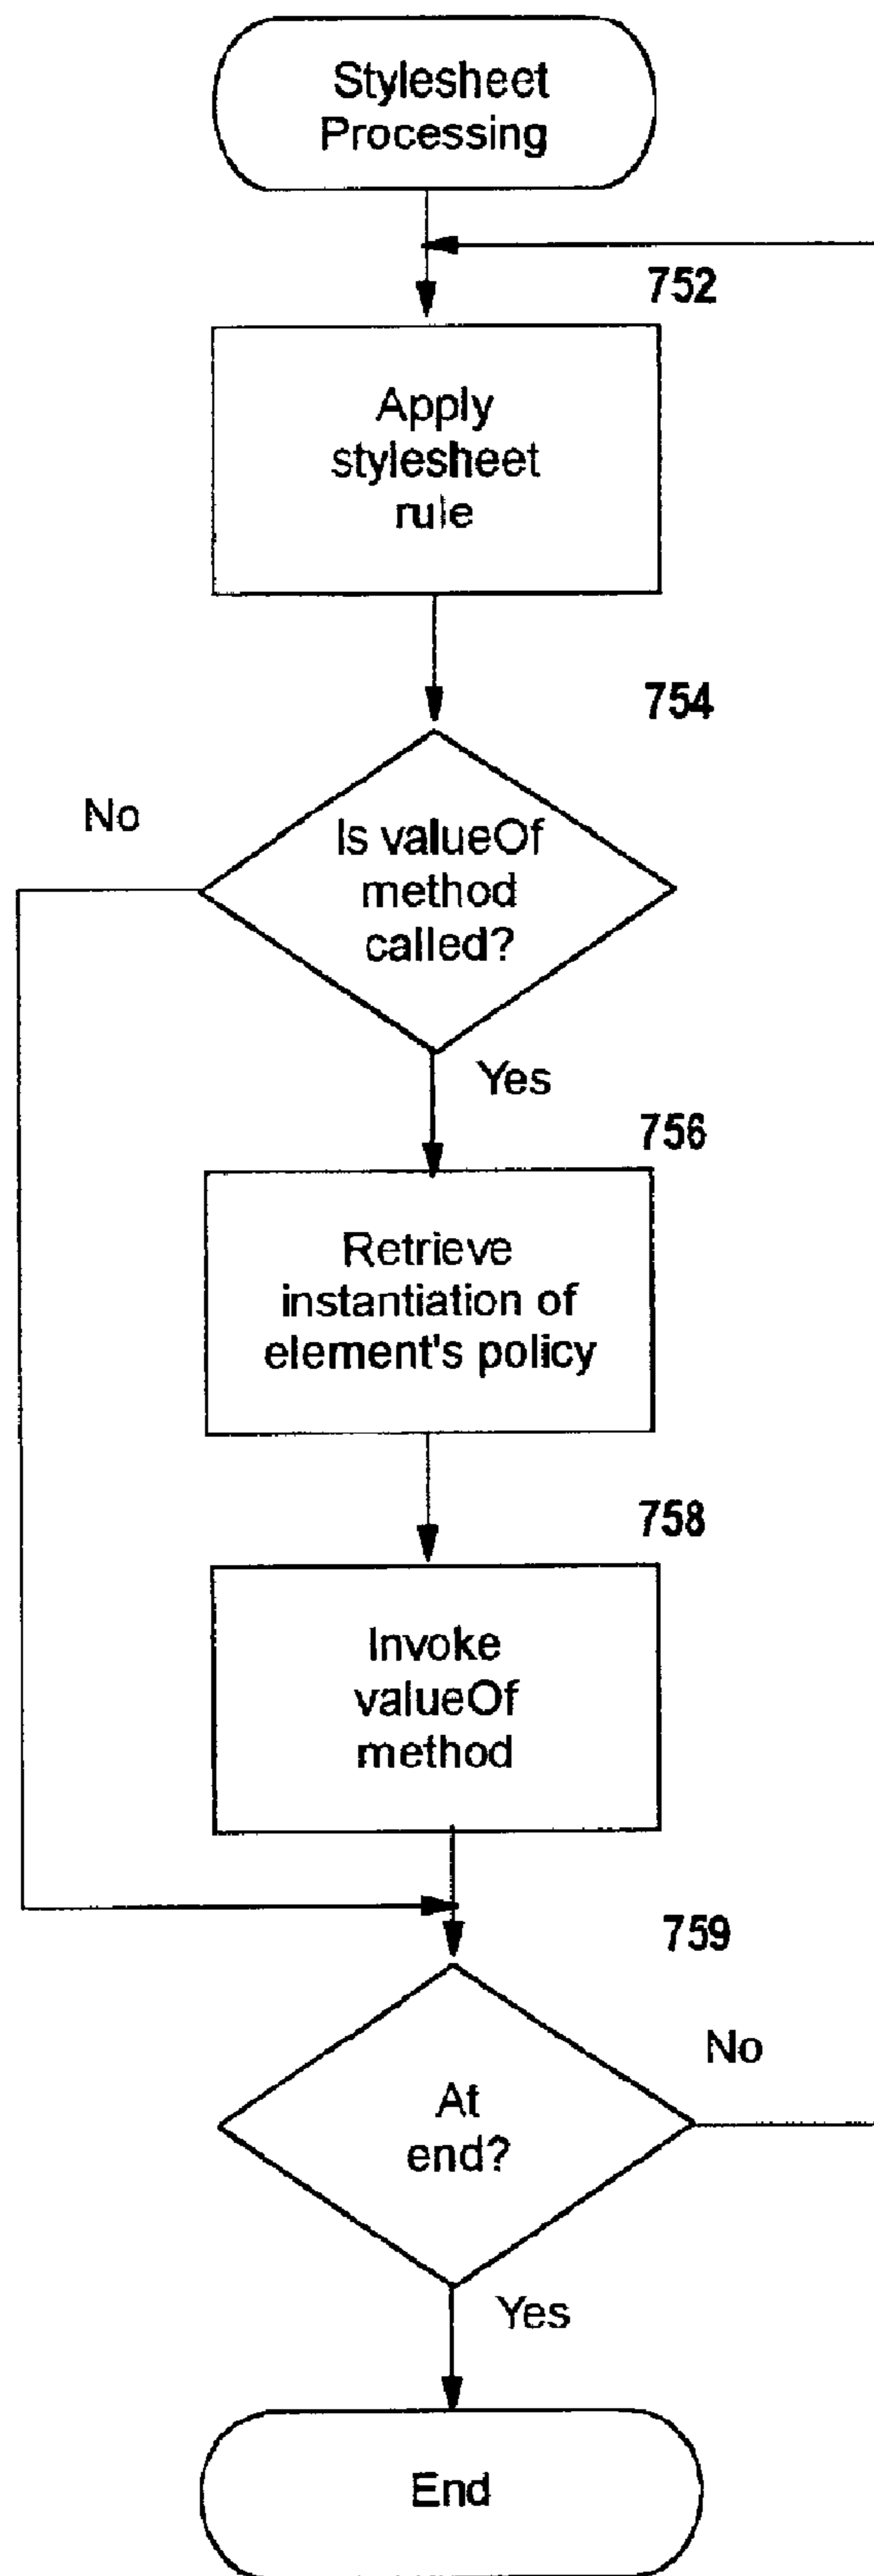 Stylesheet
Processing
752
Apply
stylesheet
rule
754
No
Is valueOf
method
called?
Yes
756
Retrieve
instantiation of
element's policy
758
Invoke
valueOf
method
759
No
At
end?
Yes
End